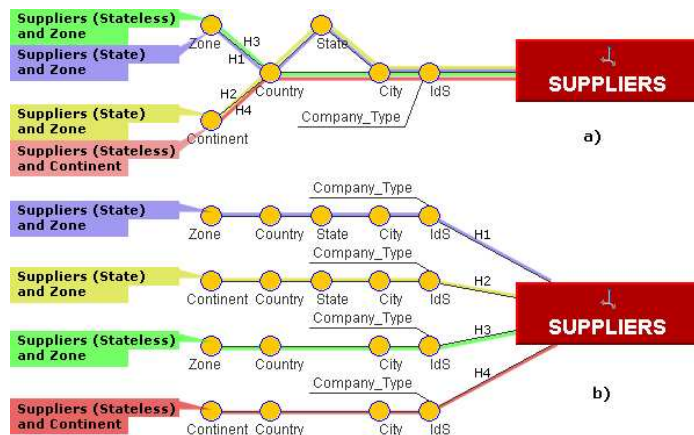 Suppliers (Stateless)
and Zone
Suppliers (State)
and Zone
Suppliers (State)
and Zone
Suppliers (Stateless)
and Continent
Zone
H3
H1
State
H2
H4
Country
City
IdS
Continent
Company_Type
SUPPLIERS
a)
Suppliers (State)
and Zone
Company_Type
Zone
Country
State
City
IdS
H1
Suppliers (State)
and Zone
Company_Type
Continent
Country
State
City
IdS
H2
Suppliers (Stateless)
and Zone
Company_Type
Zone
Country
City
IdS
H3
Suppliers (Stateless)
and Continent
Company_Type
Continent
Country
City
IdS
H4
SUPPLIERS
b)